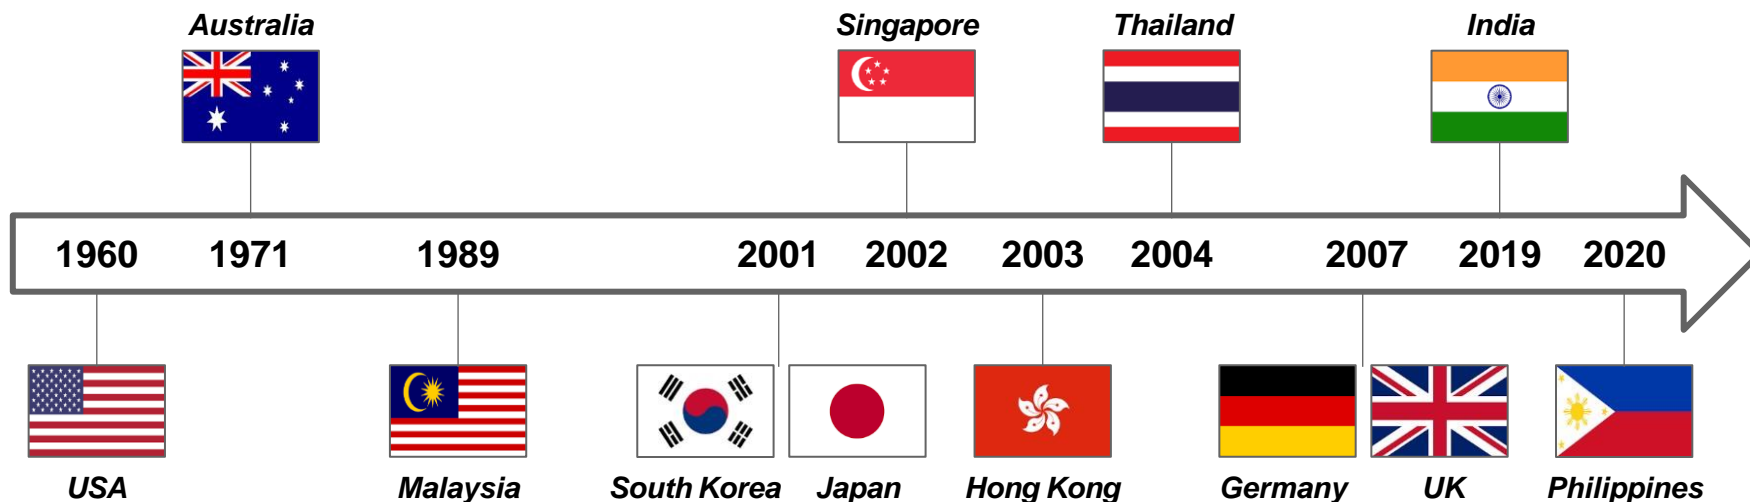 Australia Singapore Thailand India
1960 1971 1989 2001 2002 2003 2004 2007 2019 2020
USA Malaysia South Korea Japan Hong Kong Germany UK Philippines